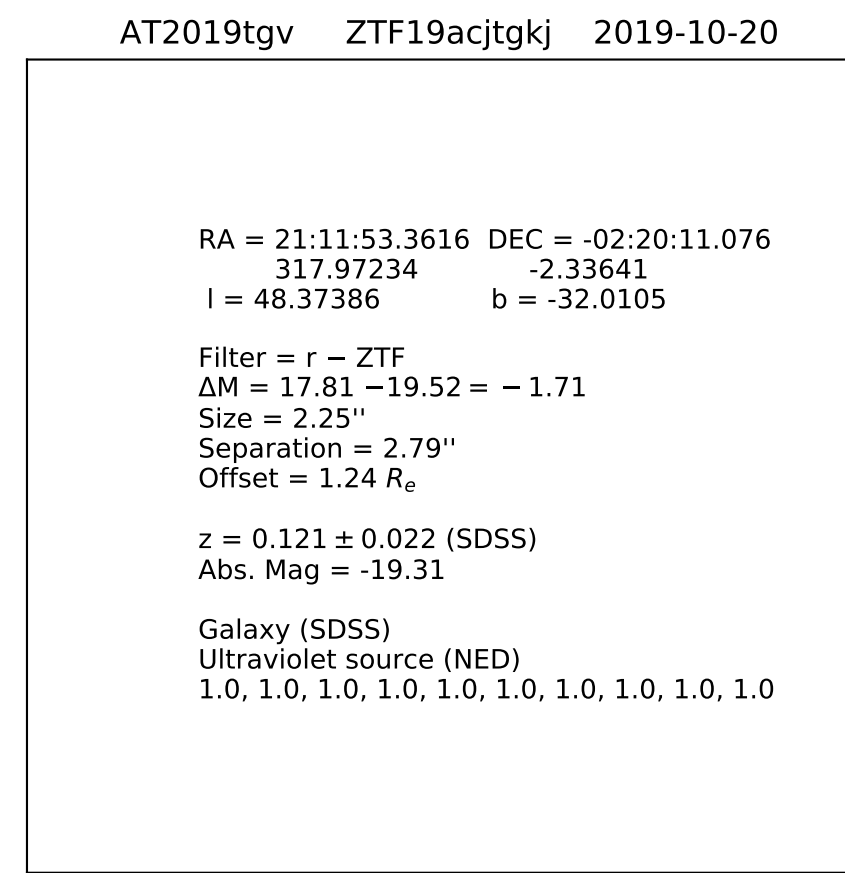 AT2019tgv ZTF19acjtgkj 2019-10-20
RA = 21:11:53.3616 DEC = -02:20:11.076
317.97234 -2.33641
l = 48.37386 b = -32.0105
Filter = r − ZTF
ΔM = 17.81 −19.52 = − 1.71
Size = 2.25''
Separation = 2.79''
Offset = 1.24 Re
z = 0.121 ± 0.022 (SDSS)
Abs. Mag = -19.31
Galaxy (SDSS)
Ultraviolet source (NED)
1.0, 1.0, 1.0, 1.0, 1.0, 1.0, 1.0, 1.0, 1.0, 1.0